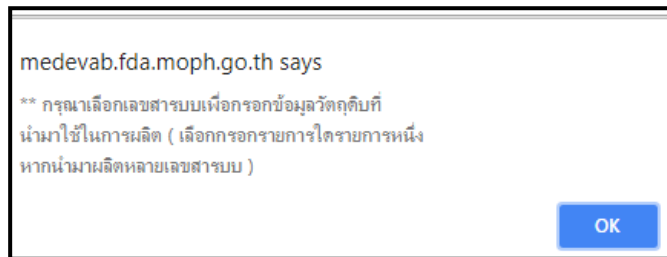 medevab.fda.moph.go.th says
** กรุณาเลือกเลขสารบบเพื่อกรอกข้อมูลวัตถุดิบที่
นำมาใช้ในการผลิต ( เลือกกรอกรายการใดรายการหนึ่ง
หากนำมาผลิตหลายเลขสารบบ )
OK